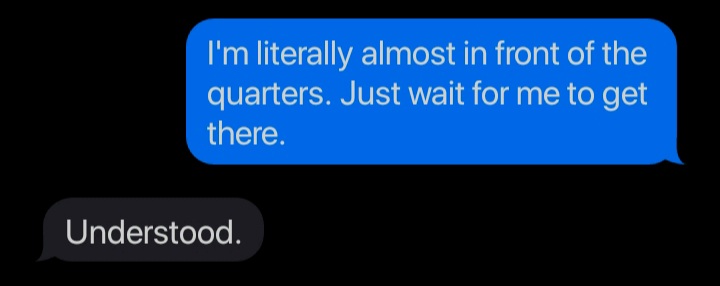 I'm literally almost in front of the
quarters. Just wait for me to get
there.
Understood.